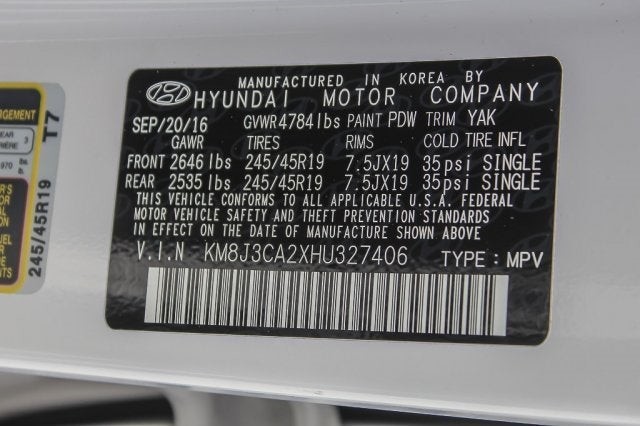 MANUFACTURED IN KOREA BY
HYUNDAI MOTOR COMPANY
SEP/20/16 GVWR4784lbs PAINT PDW TRIM YAK
GAWR TIRES RIMS COLD TIRE INFL
FRONT 2646 lbs 245/45R19 7.5JX19 35psi SINGLE
REAR 2535 lbs 245/45R19 7.5JX19 35psi SINGLE
THIS VEHICLE CONFORMS TO ALL APPLICABLE U.S.A. FEDERAL
MOTOR VEHICLE SAFETY AND THEFT PREVENTION STANDARDS
IN EFFECT ON THE DATE OF MANUFACTURE SHOWN ABOVE
V.I.N KM8J3CA2XHU327406 TYPE : MPV
3
970 lbs.
245/45R19 T7